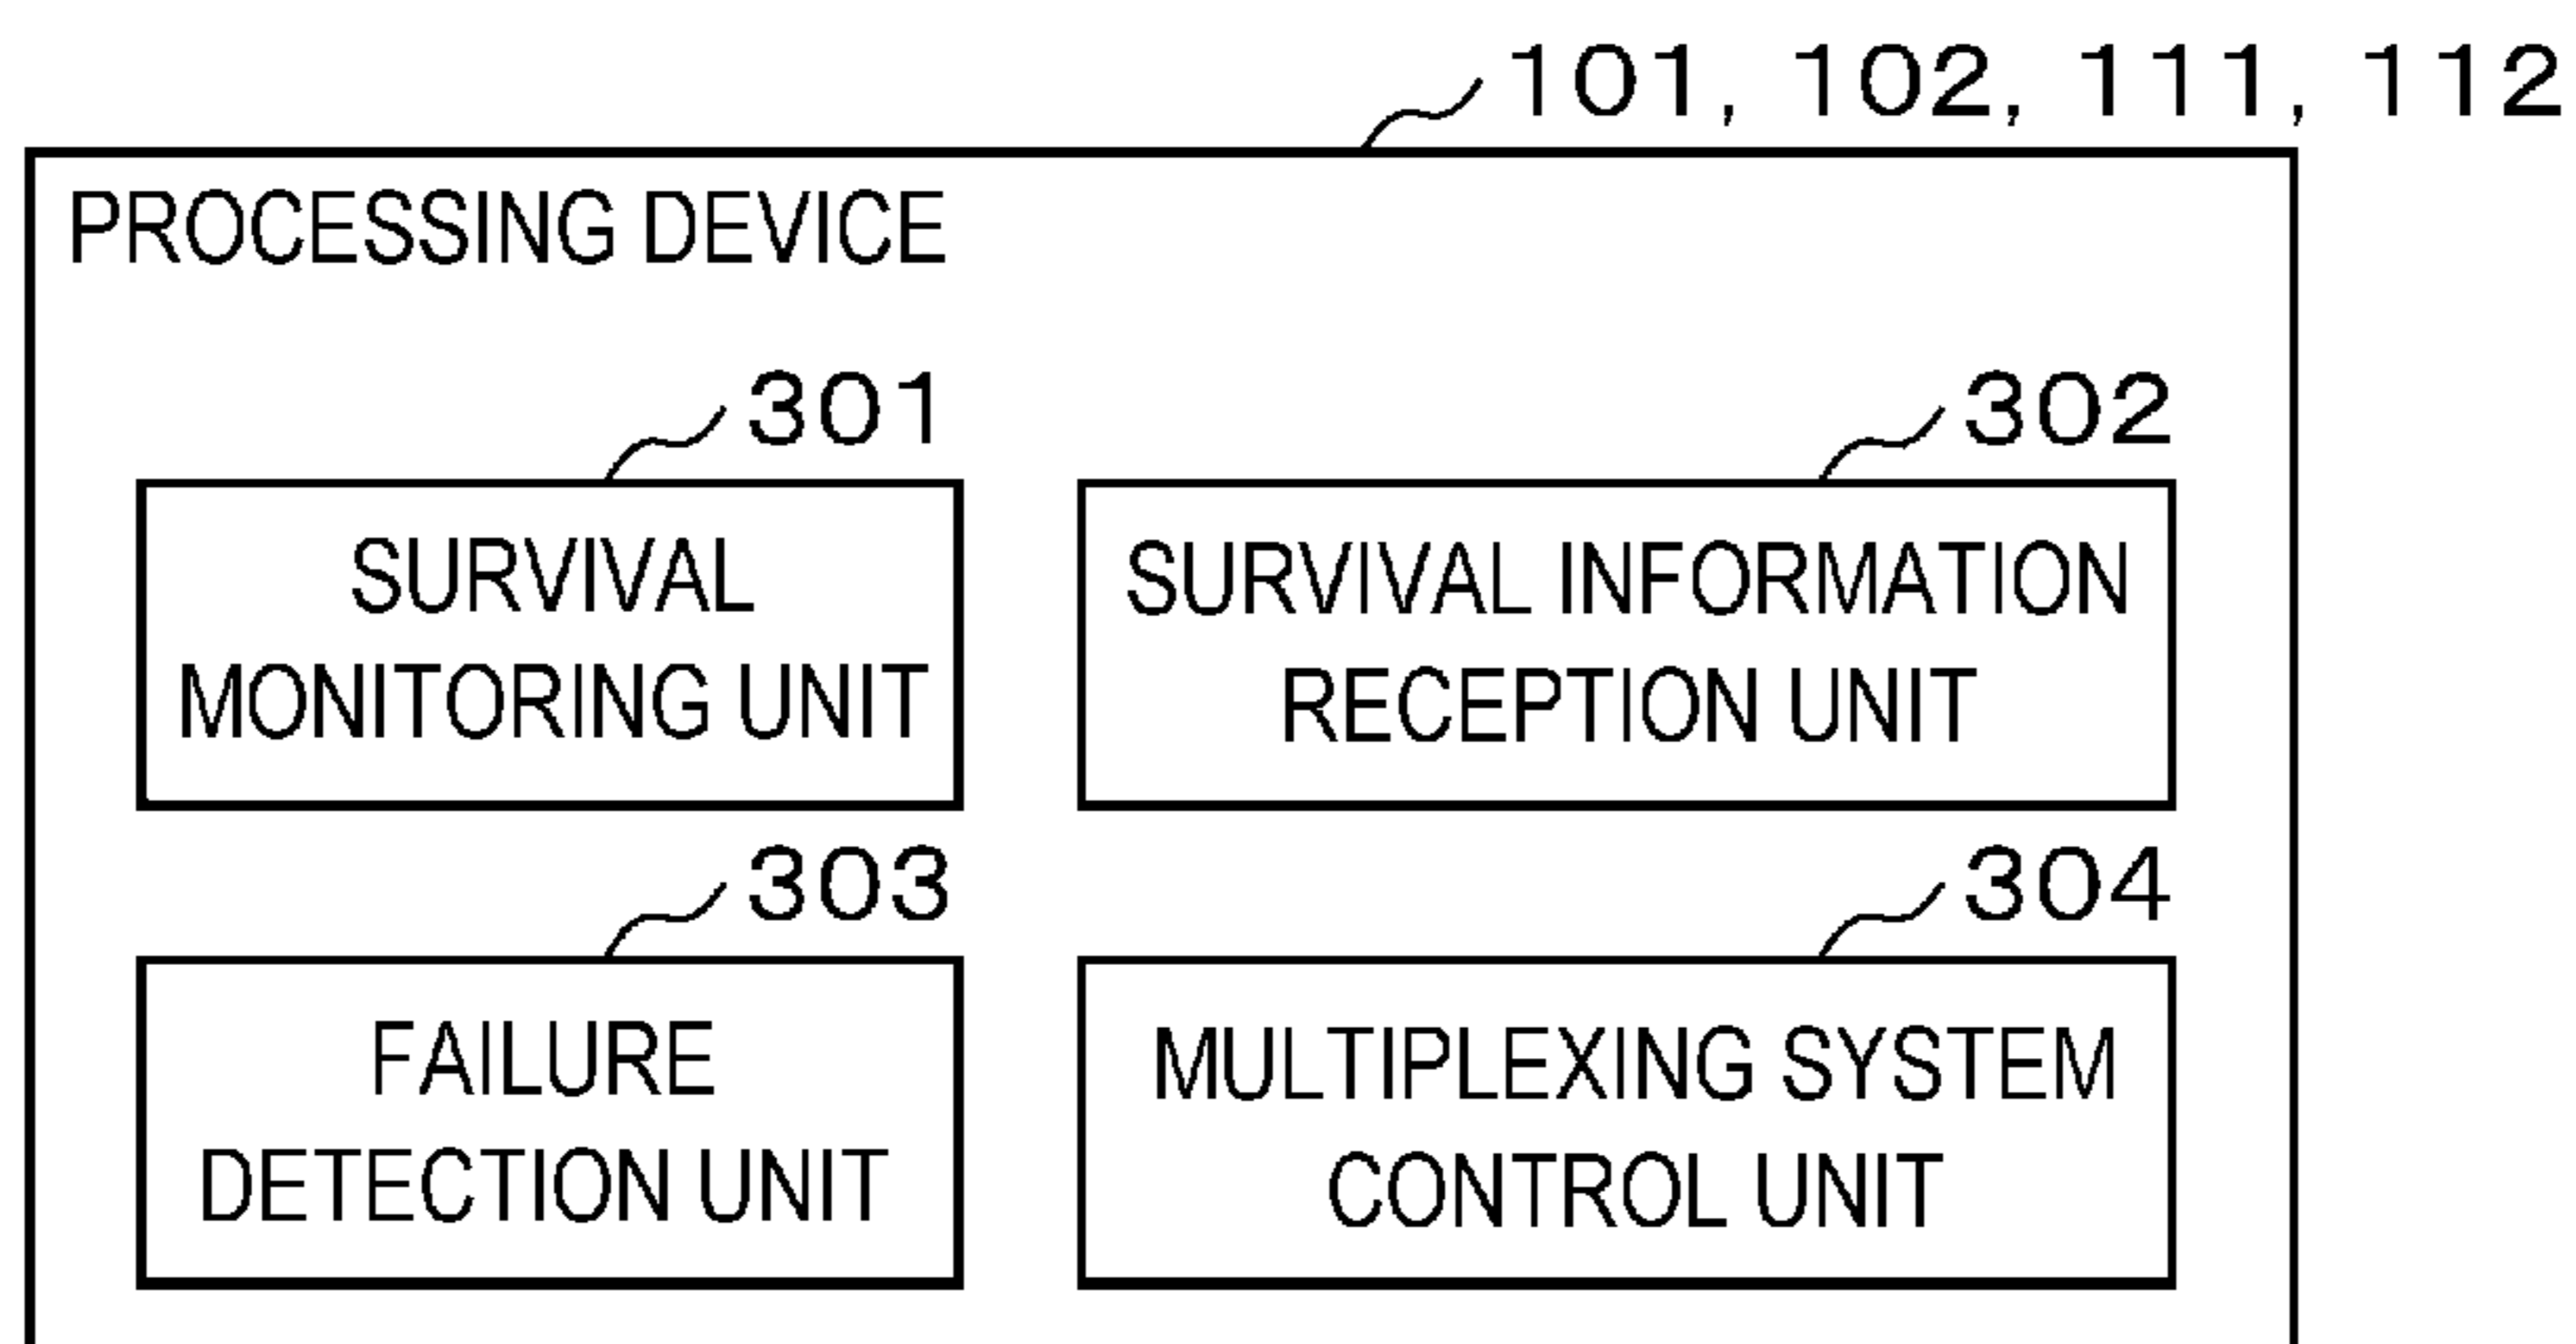 101, 102, 111, 112
PROCESSING DEVICE
301
302
SURVIVAL
MONITORING UNIT
SURVIVAL INFORMATION
RECEPTION UNIT
303
304
FAILURE
DETECTION UNIT
MULTIPLEXING SYSTEM
CONTROL UNIT